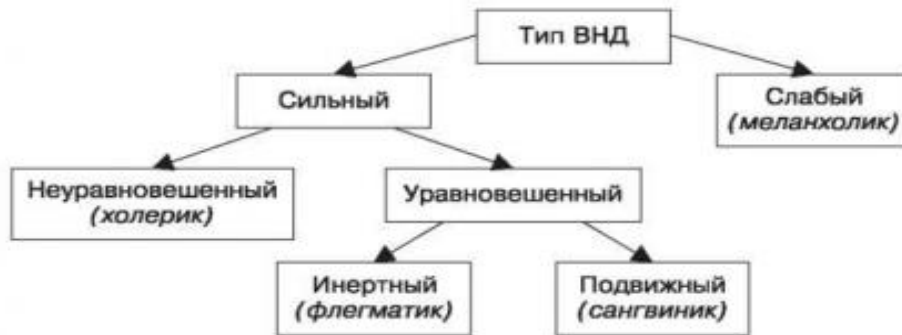 Тип ВНД
Сильный
Слабый
(меланхолик)
Неуравновешенный
(холерик)
Уравновешенный
Инертный
(флегматик)
Подвижный
(сангвиник)